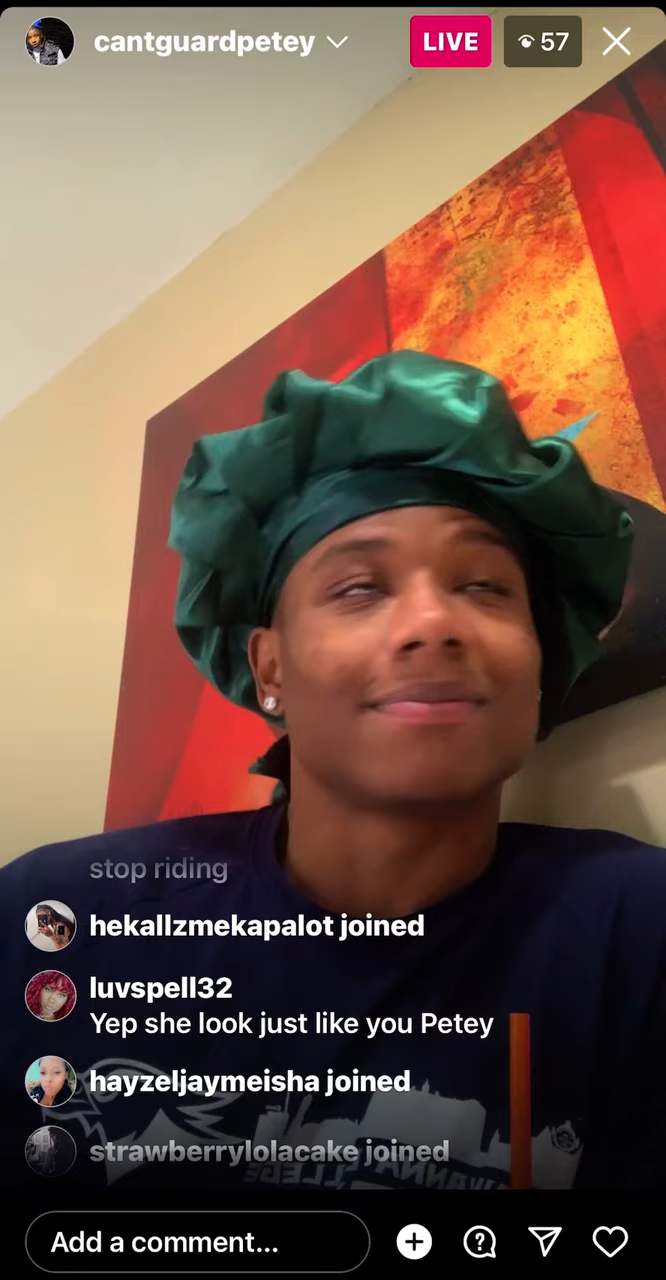 cantguardpetey
LIVE
57
stop riding
hekallzmekapalot joined
luvspell32
Yep she look just like you Petey
hayzeljaymeisha joined
strawberrylolacake joined
Add a comment...